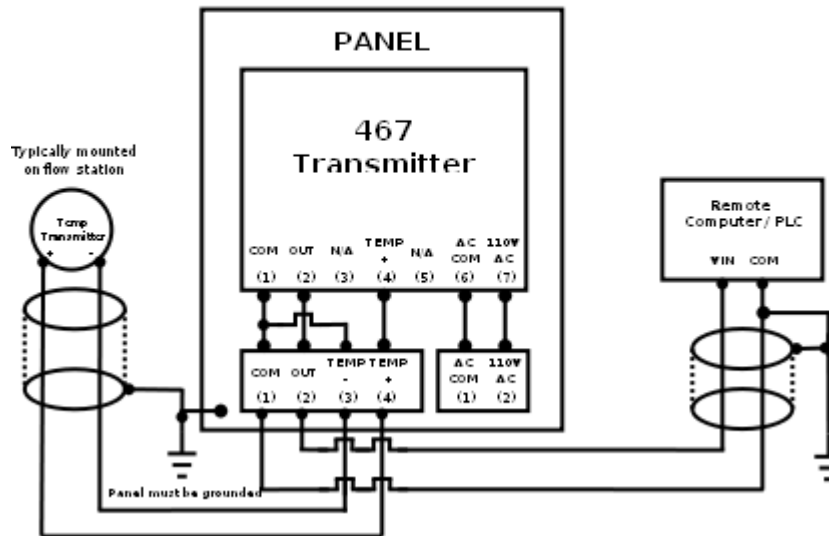 PANEL
467
Transmitter
Typically mounted
on flow station
Temp
Transmitter
+ -
COM OUT N/A TEMP + N/A AC COM 110V AC
(1) (2) (3) (4) (5) (6) (7)
Remote
Computer / PLC
VIN COM
COM OUT TEMP - TEMP +
(1) (2) (3) (4)
AC COM 110V AC
(1) (2)
Panel must be grounded